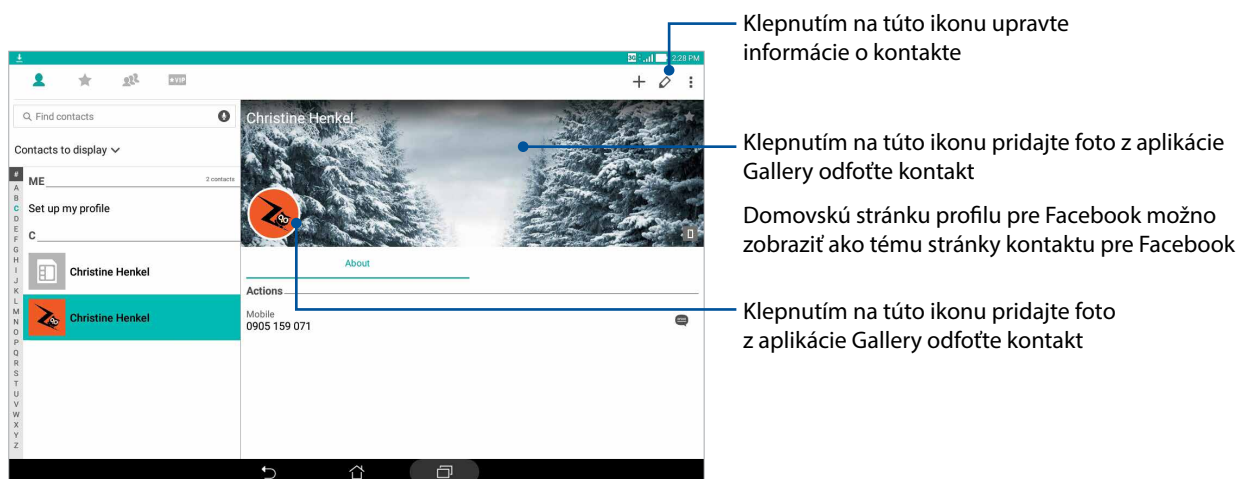 Klepnutím na túto ikonu upravte
informácie o kontakte
3G 2:28 PM
VIP
Find contacts
Contacts to display
Christine Henkel
Klepnutím na túto ikonu pridajte foto z aplikácie
Gallery odfoťte kontakt
Domovskú stránku profilu pre Facebook možno
zobraziť ako tému stránky kontaktu pre Facebook
#
A
B
C
D
E
F
G
H
I
J
K
L
M
N
O
P
Q
R
S
T
U
V
W
X
Y
Z
ME 2 contacts
Set up my profile
C
Christine Henkel
Christine Henkel
Zgo
About
Actions
Mobile
0905 159 071
Klepnutím na túto ikonu pridajte foto
z aplikácie Gallery odfoťte kontakt